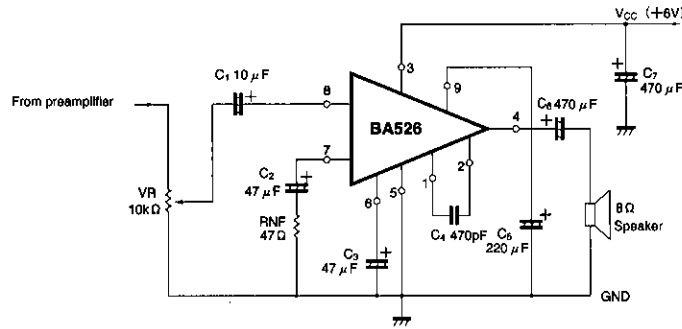 VCC (+6V)
C1 10 μF
3
9
C7
470 μF
From preamplifier
8
BA526
4
C6 470 μF
7
C2
47 μF
2
1
VR
10kΩ
RNF
47Ω
6
5
C4 470pF
C5
220 μF
8Ω
Speaker
C3
47 μF
GND